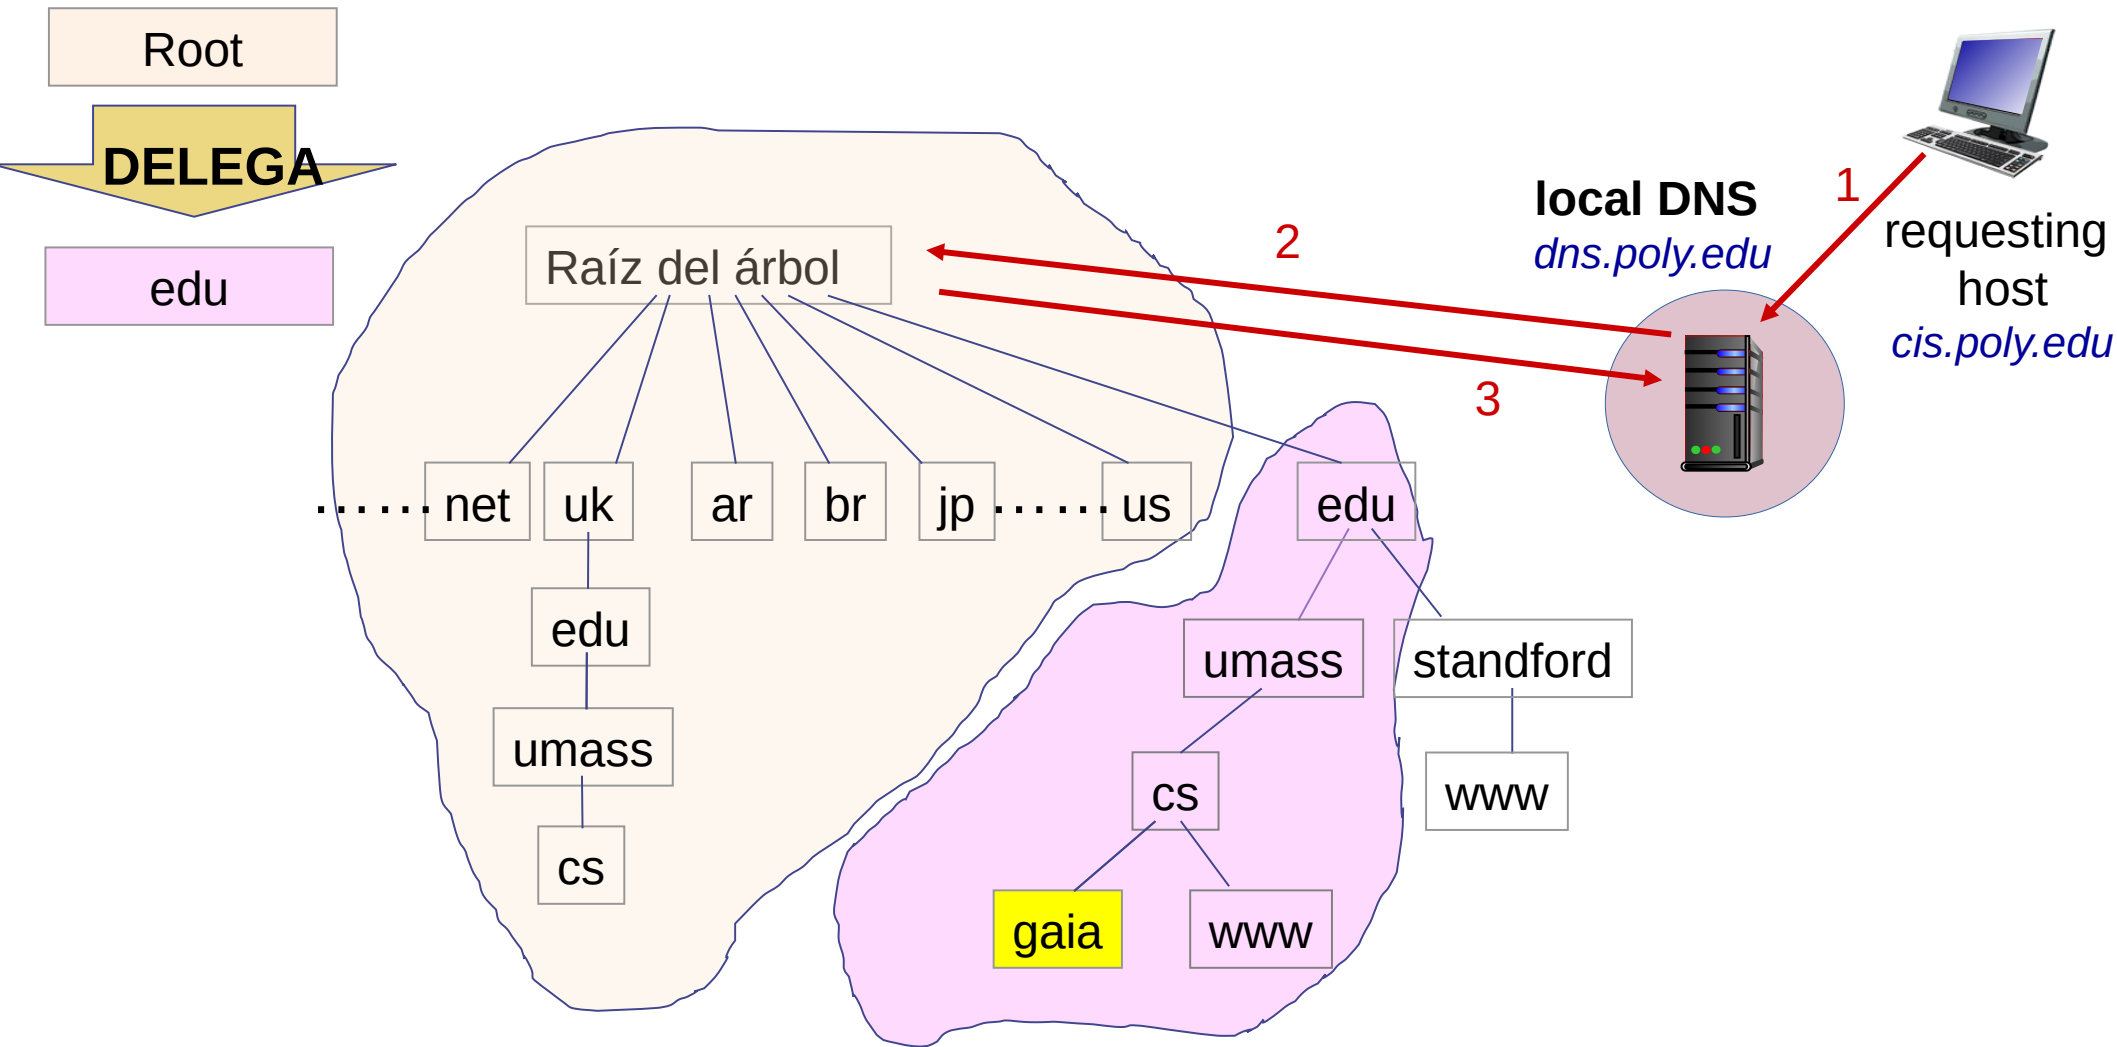 Root
DELEGA
edu
Raíz del árbol
2
3
local DNS
dns.poly.edu
1
requesting
host
cis.poly.edu
...... net uk ar br jp ...... us edu
edu
umass
cs
umass standford
cs www
gaia www